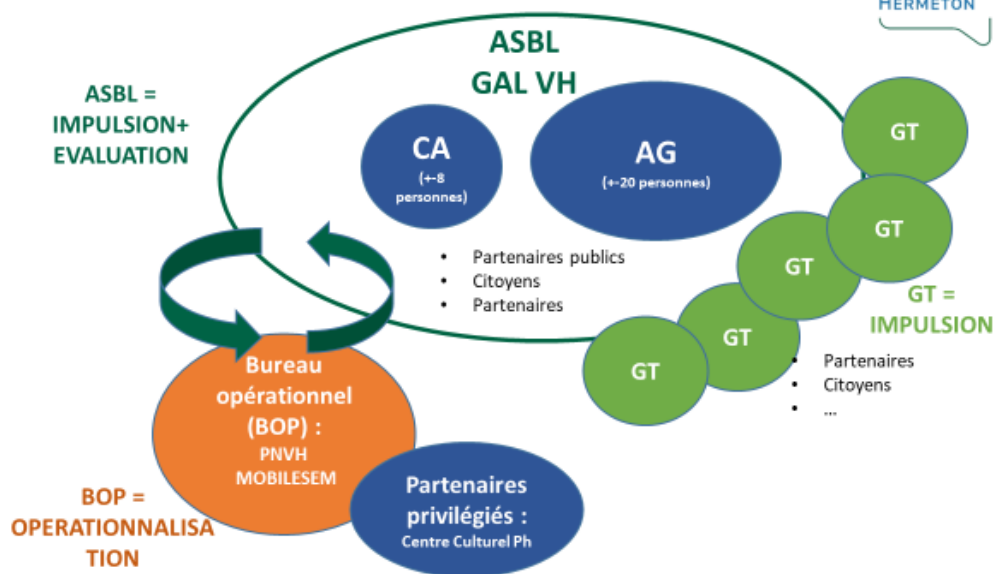 HERMETON
ASBL
GAL VH
ASBL =
IMPULSION+
EVALUATION
CA
(+-8
personnes)
AG
(+-20 personnes)
GT
GT
GT
GT
GT
• Partenaires publics
• Citoyens
• Partenaires
GT =
IMPULSION
• Partenaires
• Citoyens
• ...
Bureau
opérationnel
(BOP) :
PNVH
MOBILESEM
BOP =
OPERATIONNALISA
TION
Partenaires
privilégiés :
Centre Culturel Ph